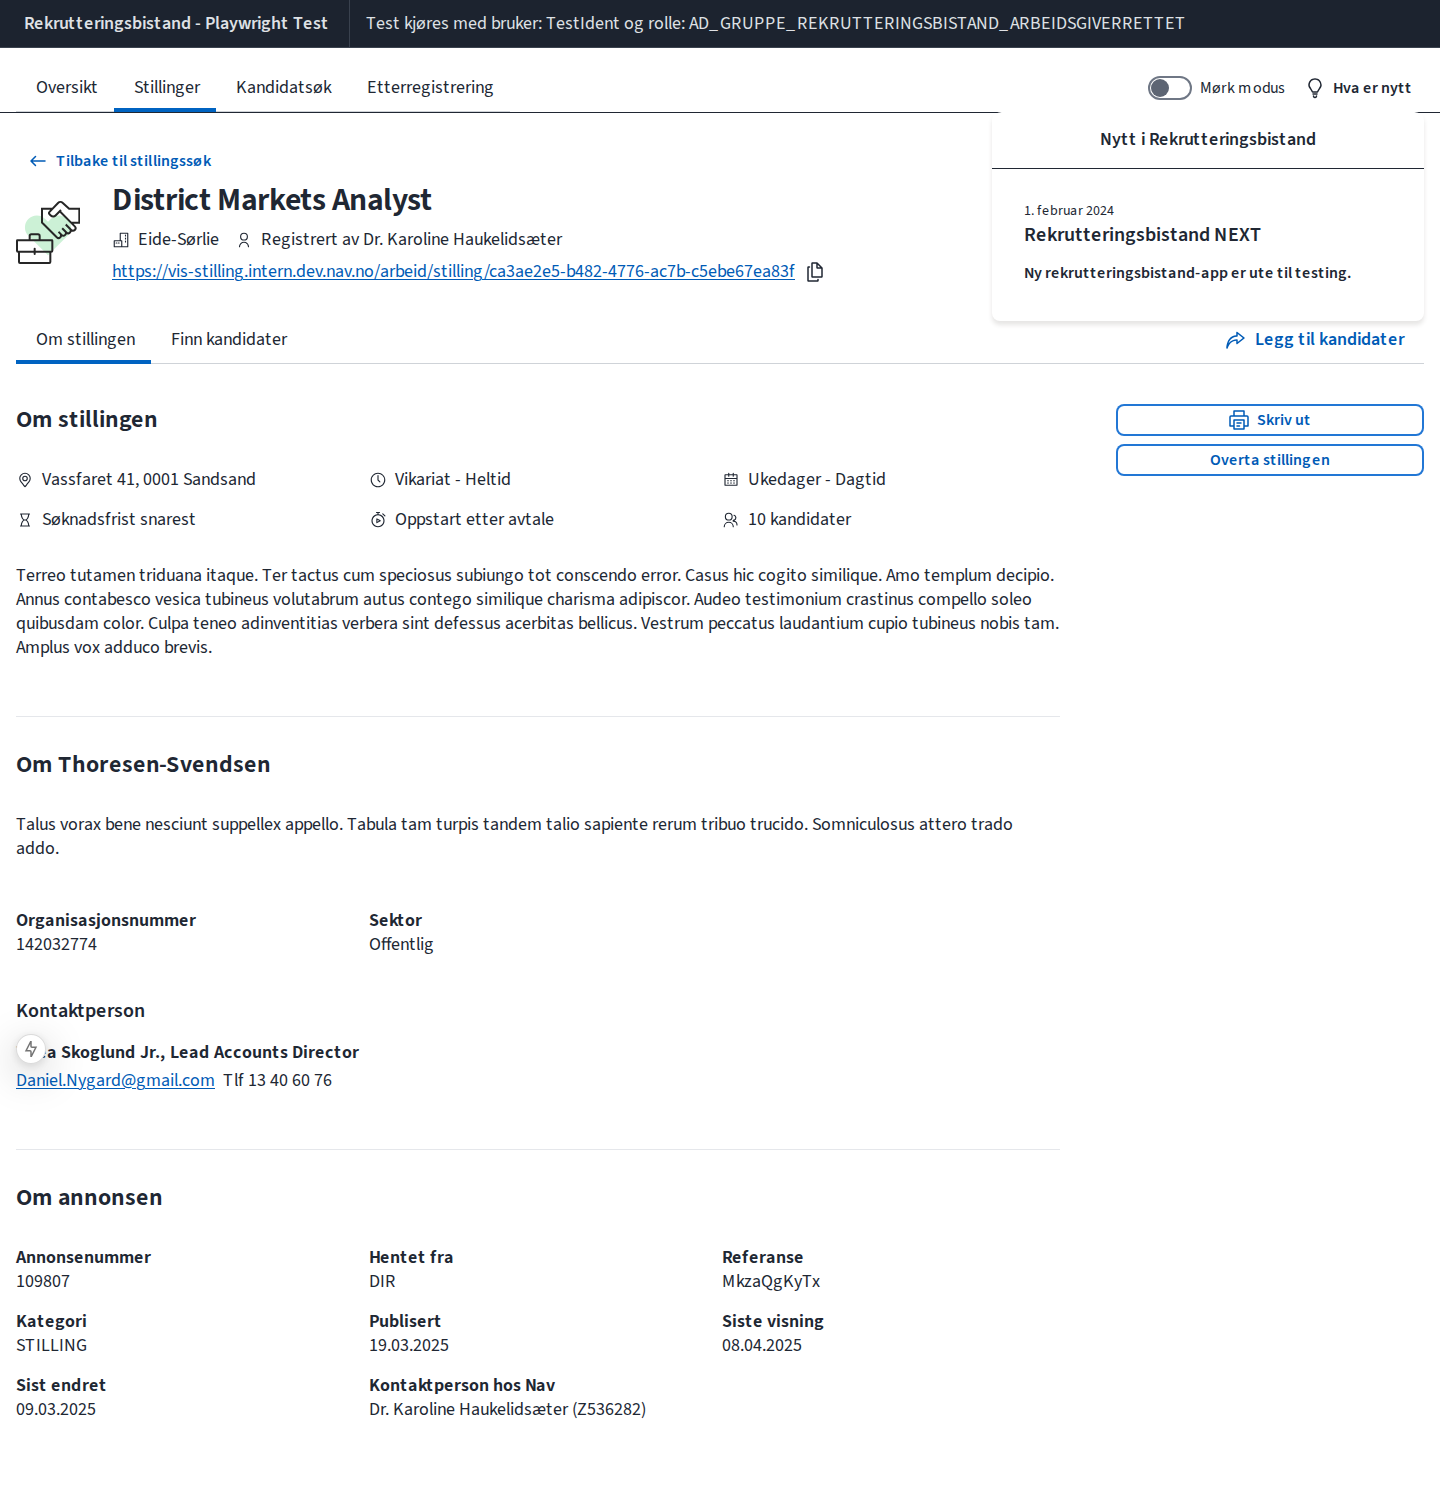 Rekrutteringsbistand - Playwright Test
Test kjøres med bruker: TestIdent og rolle: AD_GRUPPE_REKRUTTERINGSBISTAND_ARBEIDSGIVERRETTET
Oversikt
Stillinger
Kandidatsøk
Etterregistrering
Mørk modus
Hva er nytt
Nytt i Rekrutteringsbistand
1. februar 2024
Rekrutteringsbistand NEXT
Ny rekrutteringsbistand-app er ute til testing.
Tilbake til stillingssøk
District Markets Analyst
Eide-Sørlie
Registrert av Dr. Karoline Haukelidsæter
https://vis-stilling.intern.dev.nav.no/arbeid/stilling/ca3ae2e5-b482-4776-ac7b-c5ebe67ea83f
Om stillingen
Finn kandidater
Legg til kandidater
Om stillingen
Skriv ut
Overta stillingen
Vassfaret 41, 0001 Sandsand
Vikariat - Heltid
Ukedager - Dagtid
Søknadsfrist snarest
Oppstart etter avtale
10 kandidater
Terreo tutamen triduana itaque. Ter tactus cum speciosus subiungo tot conscendo error. Casus hic cogito similique. Amo templum decipio.
Annus contabesco vesica tubineus volutabrum autus contego similique charisma adipiscor. Audeo testimonium crastinus compello soleo
quibusdam color. Culpa teneo adinventitias verbera sint defessus acerbitas bellicus. Vestrum peccatus laudantium cupio tubineus nobis tam.
Amplus vox adduco brevis.
Om Thoresen-Svendsen
Talus vorax bene nesciunt suppellex appello. Tabula tam turpis tandem talio sapiente rerum tribuo trucido. Somniculosus attero trado
addo.
Organisasjonsnummer
142032774
Sektor
Offentlig
Kontaktperson
Skoglund Jr., Lead Accounts Director
Daniel.Nygard@gmail.com
Tlf 13 40 60 76
Om annonsen
Annonsenummer
109807
Hentet fra
DIR
Referanse
MkzaQgKyTx
Kategori
STILLING
Publisert
19.03.2025
Siste visning
08.04.2025
Sist endret
09.03.2025
Kontaktperson hos Nav
Dr. Karoline Haukelidsæter (Z536282)